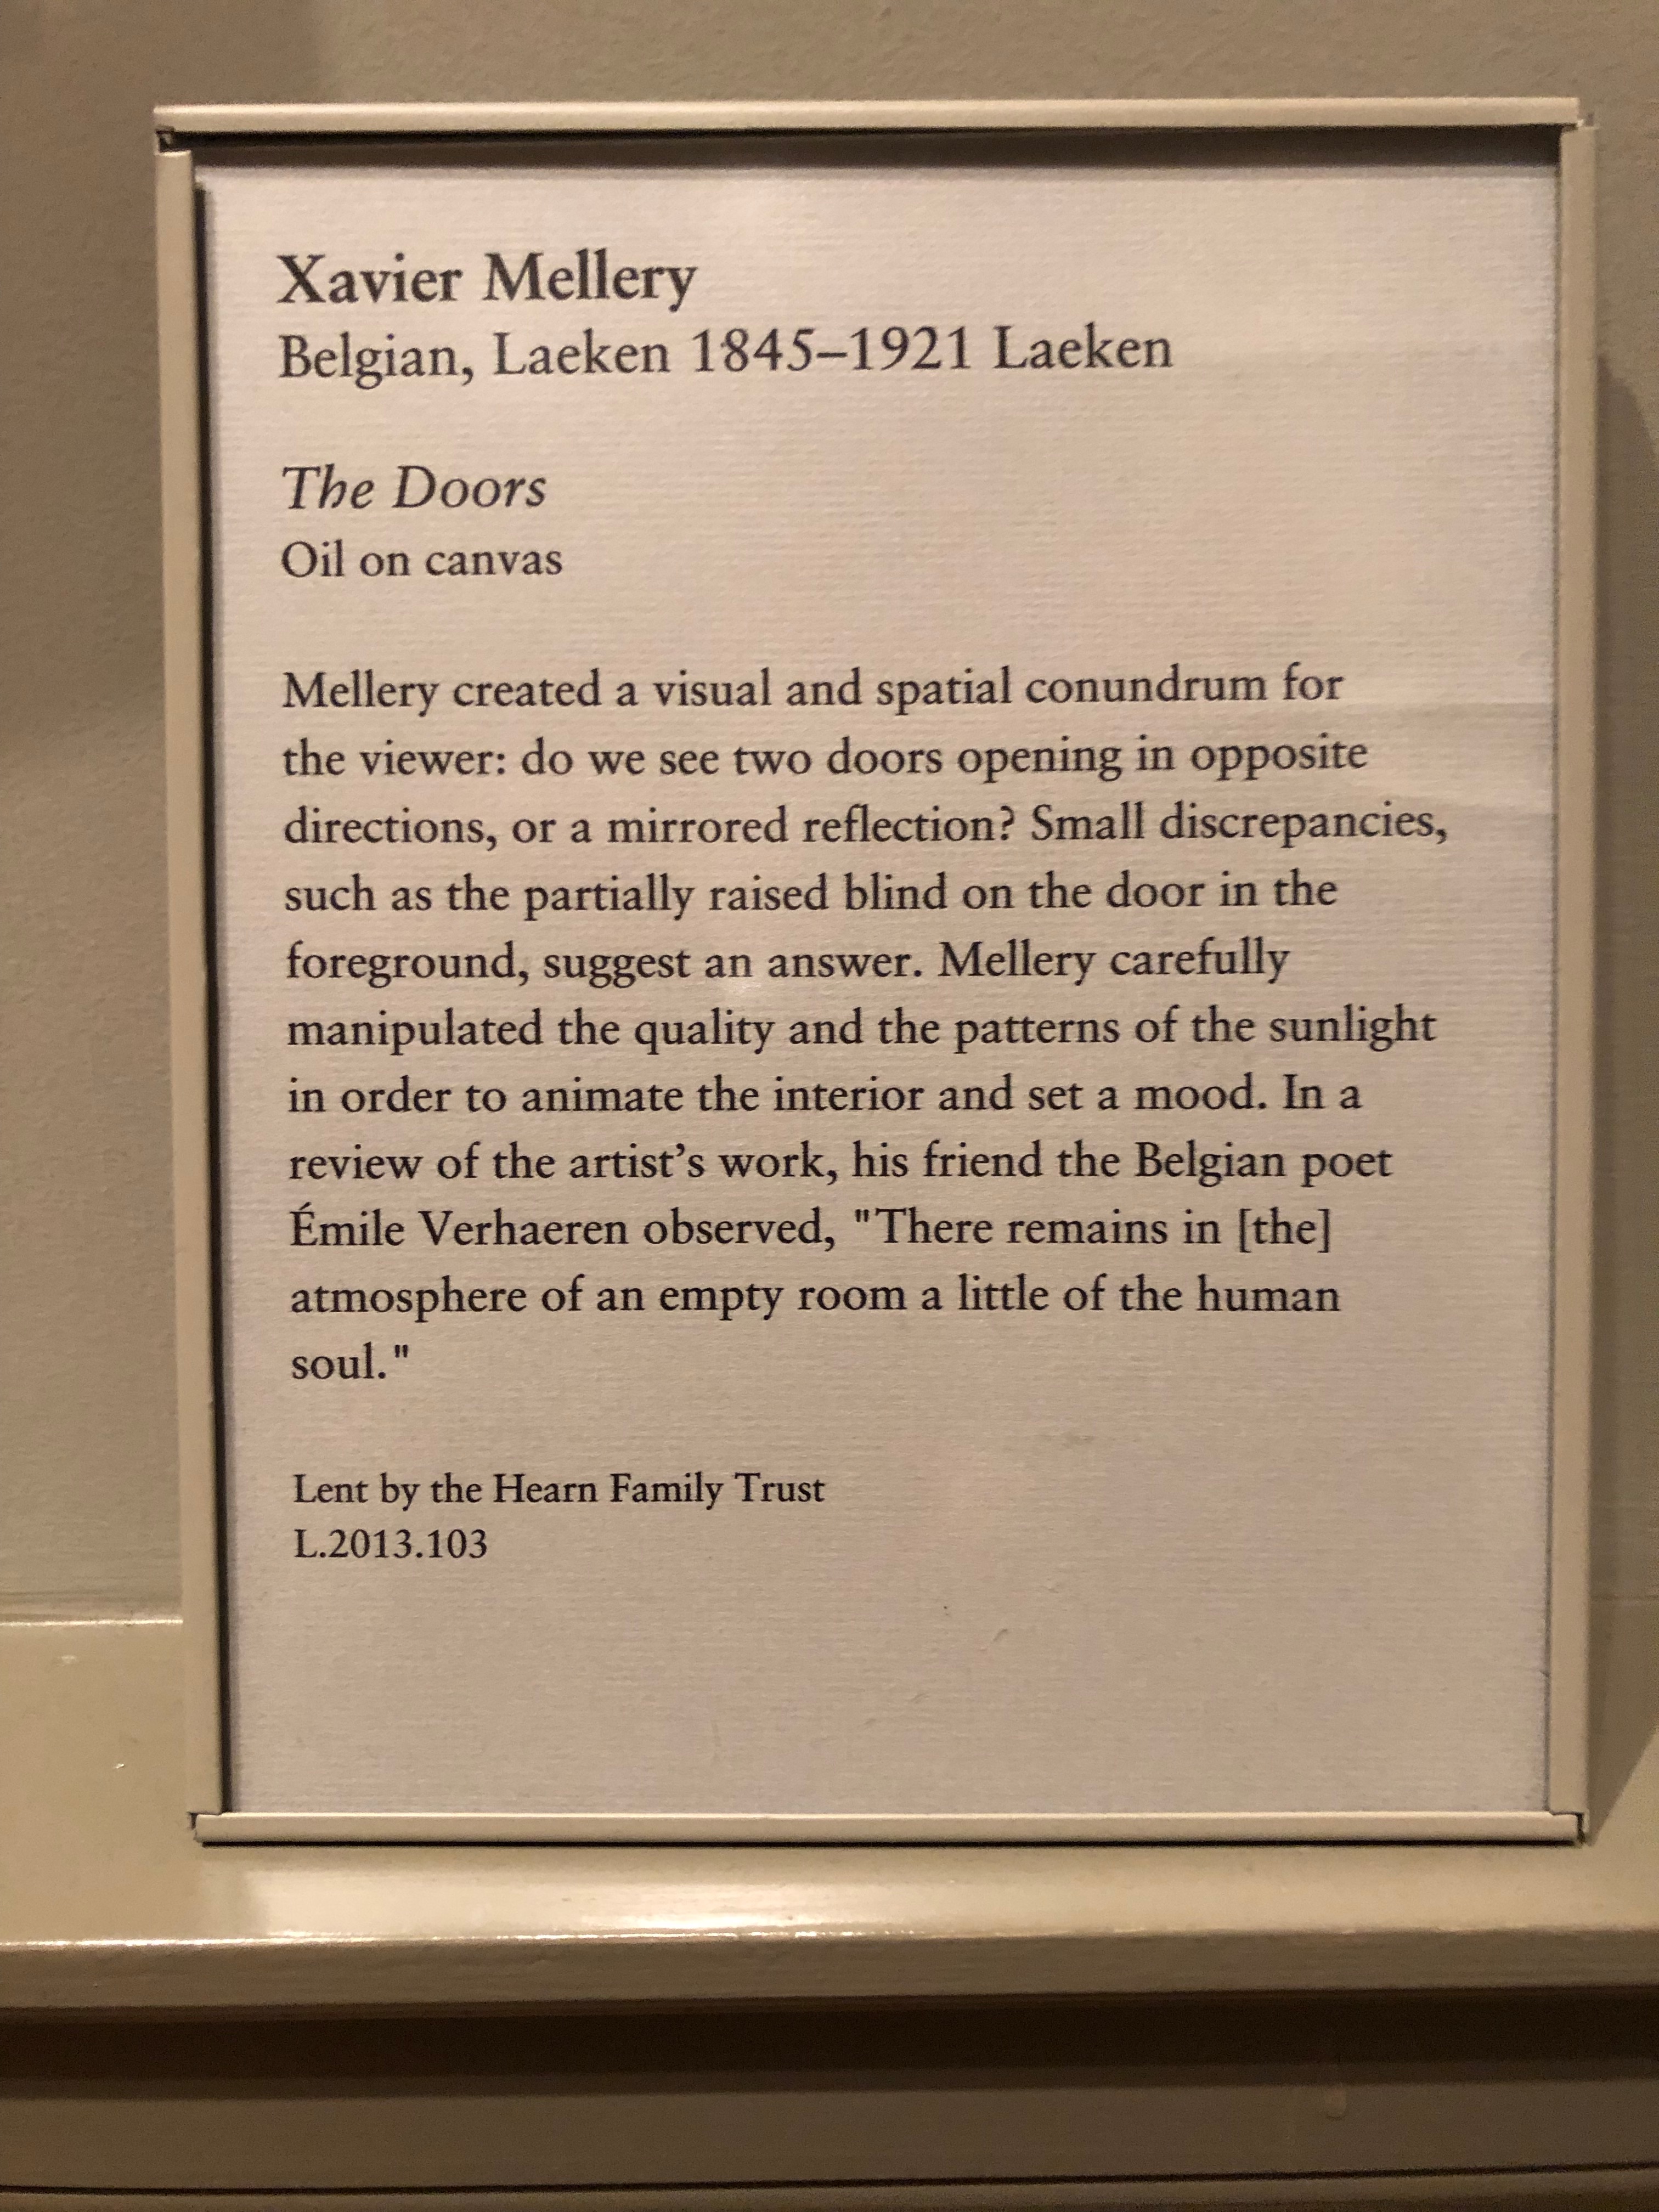 Xavier Mellery
Belgian, Laeken 1845–1921 Laeken
The Doors
Oil on canvas
Mellery created a visual and spatial conundrum for
the viewer: do we see two doors opening in opposite
directions, or a mirrored reflection? Small discrepancies,
such as the partially raised blind on the door in the
foreground, suggest an answer. Mellery carefully
manipulated the quality and the patterns of the sunlight
in order to animate the interior and set a mood. In a
review of the artist’s work, his friend the Belgian poet
Émile Verhaeren observed, "There remains in [the]
atmosphere of an empty room a little of the human
soul."
Lent by the Hearn Family Trust
L.2013.103